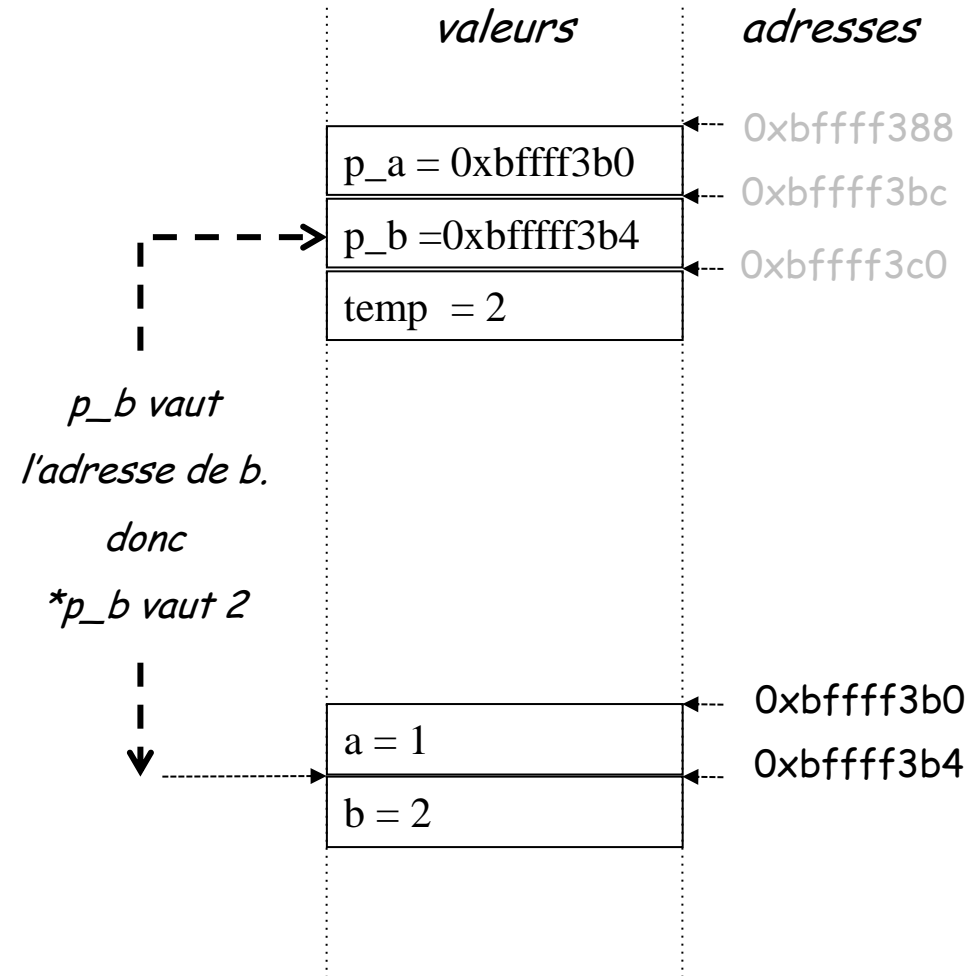 valeurs adresses
0xbffff388
p_a = 0xbffff3b0
0xbffff3bc
p_b =0xbfffff3b4
0xbffff3c0
temp = 2
p_b vaut
l'adresse de b.
donc
*p_b vaut 2
0xbffff3b0
a = 1
0xbffff3b4
b = 2